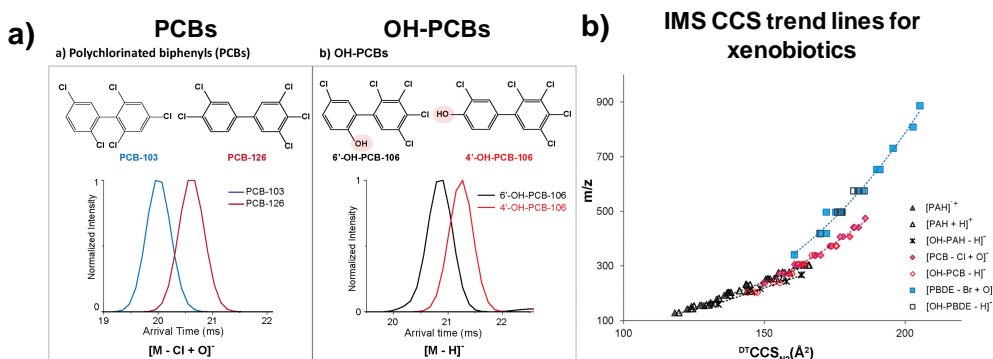 a)
PCBs
OH-PCBs
a) Polychlorinated biphenyls (PCBs)
b) OH-PCBs
Cl
Cl
Cl
Cl
Cl
PCB-103
Cl
Cl
Cl
Cl
Cl
PCB-126
Cl
Cl
Cl
Cl
Cl
OH
6'-OH-PCB-106
Cl
Cl
HO
Cl
Cl
Cl
4'-OH-PCB-106
Normalized Intensity
1
0
PCB-103
PCB-126
19
20
21
22
Arrival Time (ms)
[M - Cl + O]⁻
Normalized Intensity
1
6'-OH-PCB-106
4'-OH-PCB-106
20
21
22
Arrival Time (ms)
[M - H]⁻
b)
IMS CCS trend lines for
xenobiotics
m/z
900
700
500
300
100
100
150
200
ᴰᵀCCS_N2(Å²)
[PAH]˙⁺
[PAH + H]⁺
[OH-PAH - H]⁻
[PCB - Cl + O]⁻
[OH-PCB - H]⁻
[PBDE - Br + O]⁻
[OH-PBDE - H]⁻